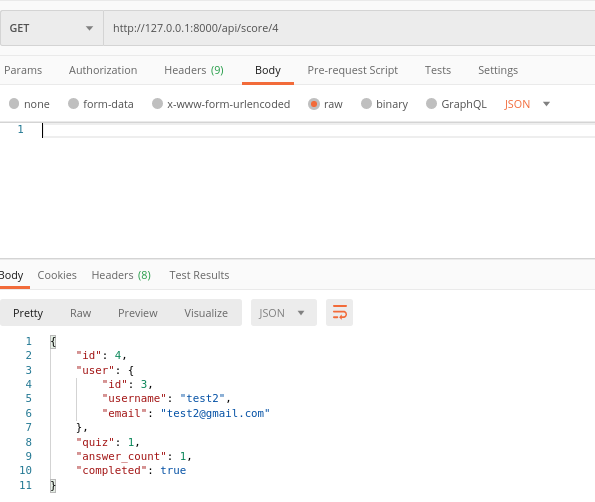 GET http://127.0.0.1:8000/api/score/4
Params Authorization Headers (9) Body Pre-request Script Tests Settings
none form-data x-www-form-urlencoded raw binary GraphQL JSON
1
Body Cookies Headers (8) Test Results
Pretty Raw Preview Visualize JSON
1 {
2 "id": 4,
3 "user": {
4 "id": 3,
5 "username": "test2",
6 "email": "test2@gmail.com"
7 },
8 "quiz": 1,
9 "answer_count": 1,
10 "completed": true
11 }